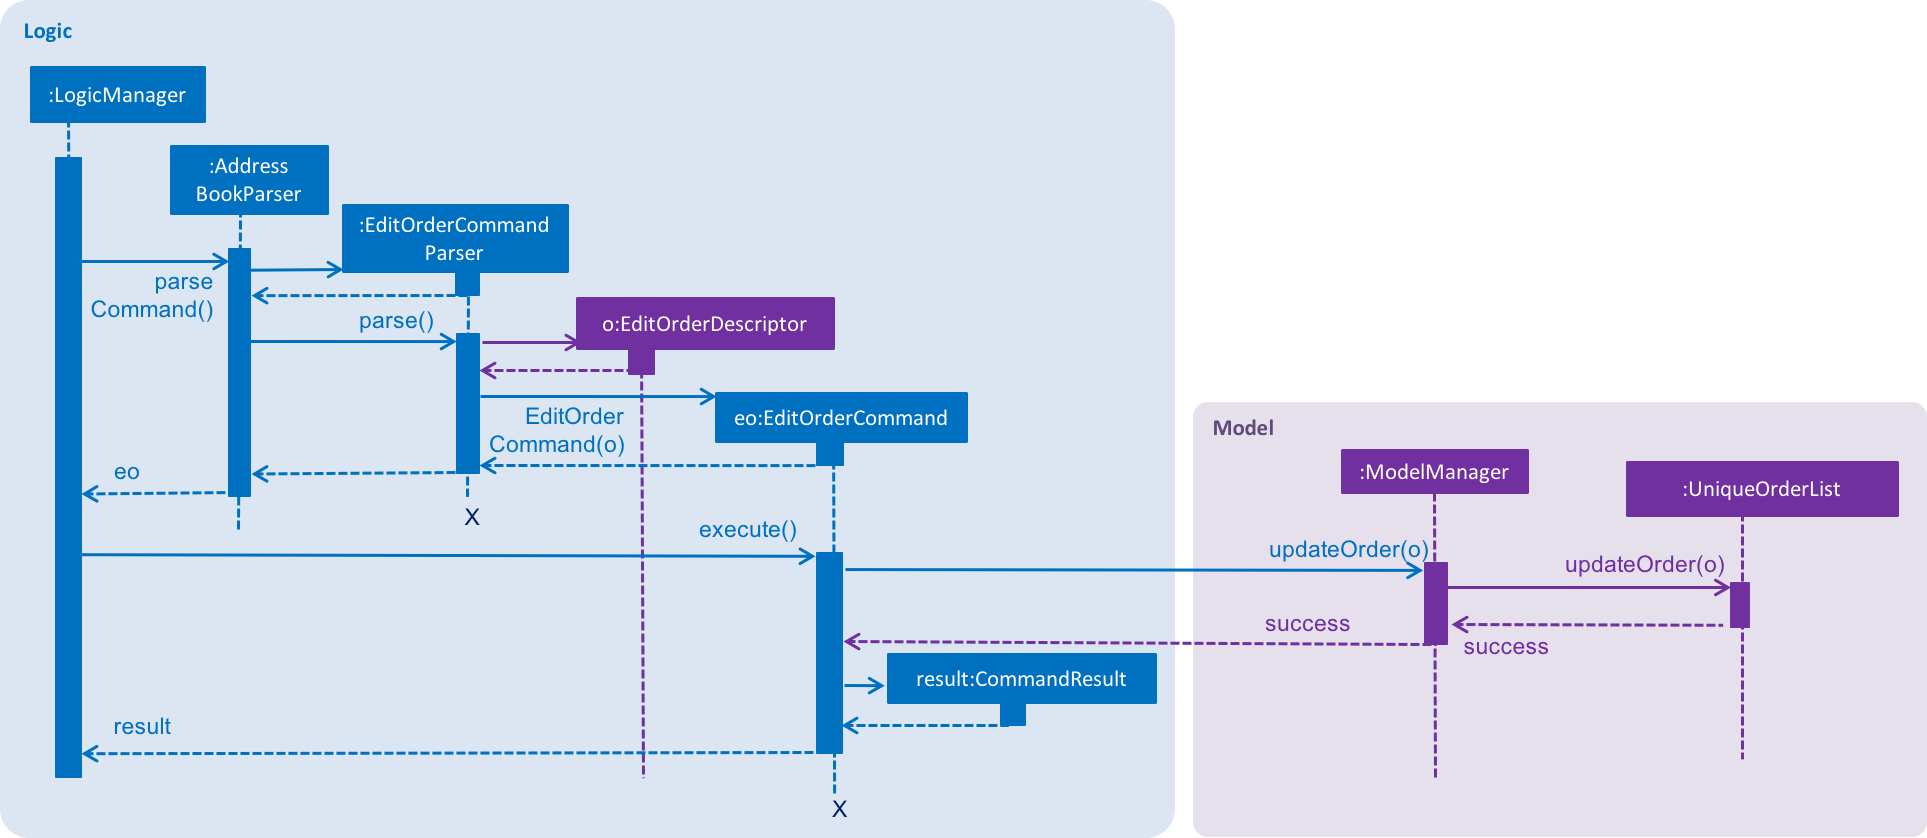 Logic
:LogicManager
:Address
BookParser
:EditOrderCommand
Parser
parse
Command()
parse()
o:EditOrderDescriptor
EditOrder
Command(o)
eo:EditOrderCommand
eo
X
execute()
Model
:ModelManager
:UniqueOrderList
updateOrder(o)
updateOrder(o)
success
success
result:CommandResult
result
X